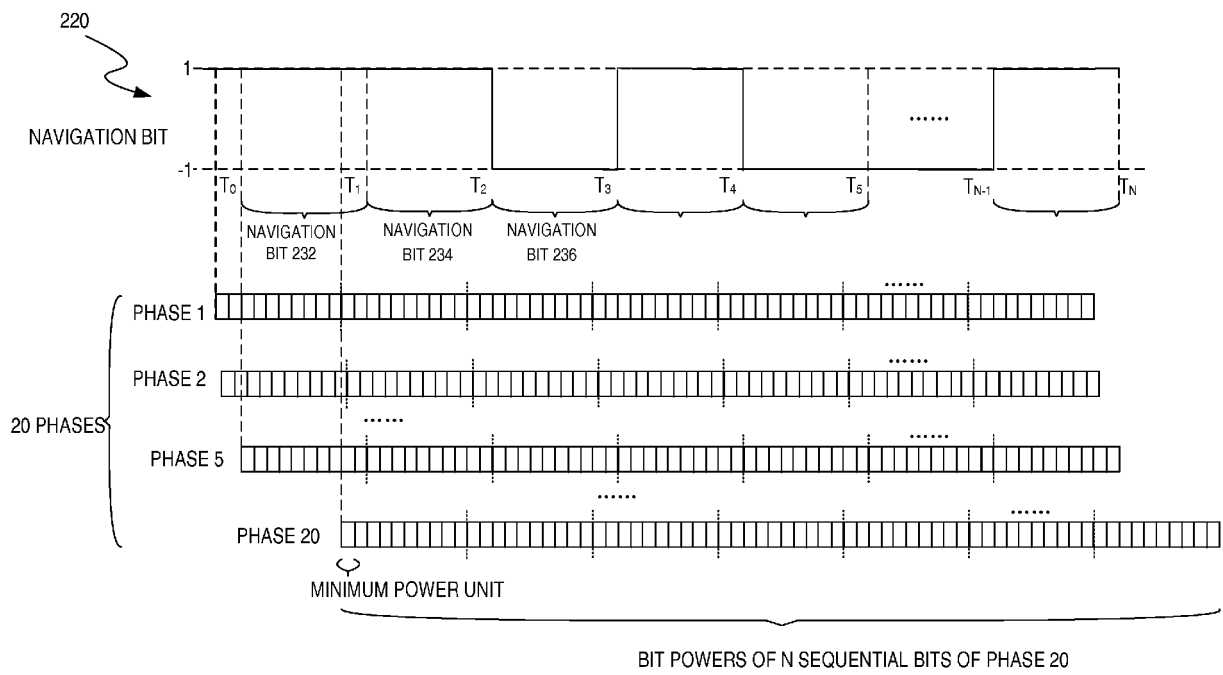 220
1
NAVIGATION BIT
......
-1
T0 T1 T2 T3 T4 T5 TN-1 TN
NAVIGATION BIT 232
NAVIGATION BIT 234
NAVIGATION BIT 236
......
PHASE 1
......
PHASE 2
20 PHASES
......
......
PHASE 5
......
......
PHASE 20
MINIMUM POWER UNIT
BIT POWERS OF N SEQUENTIAL BITS OF PHASE 20